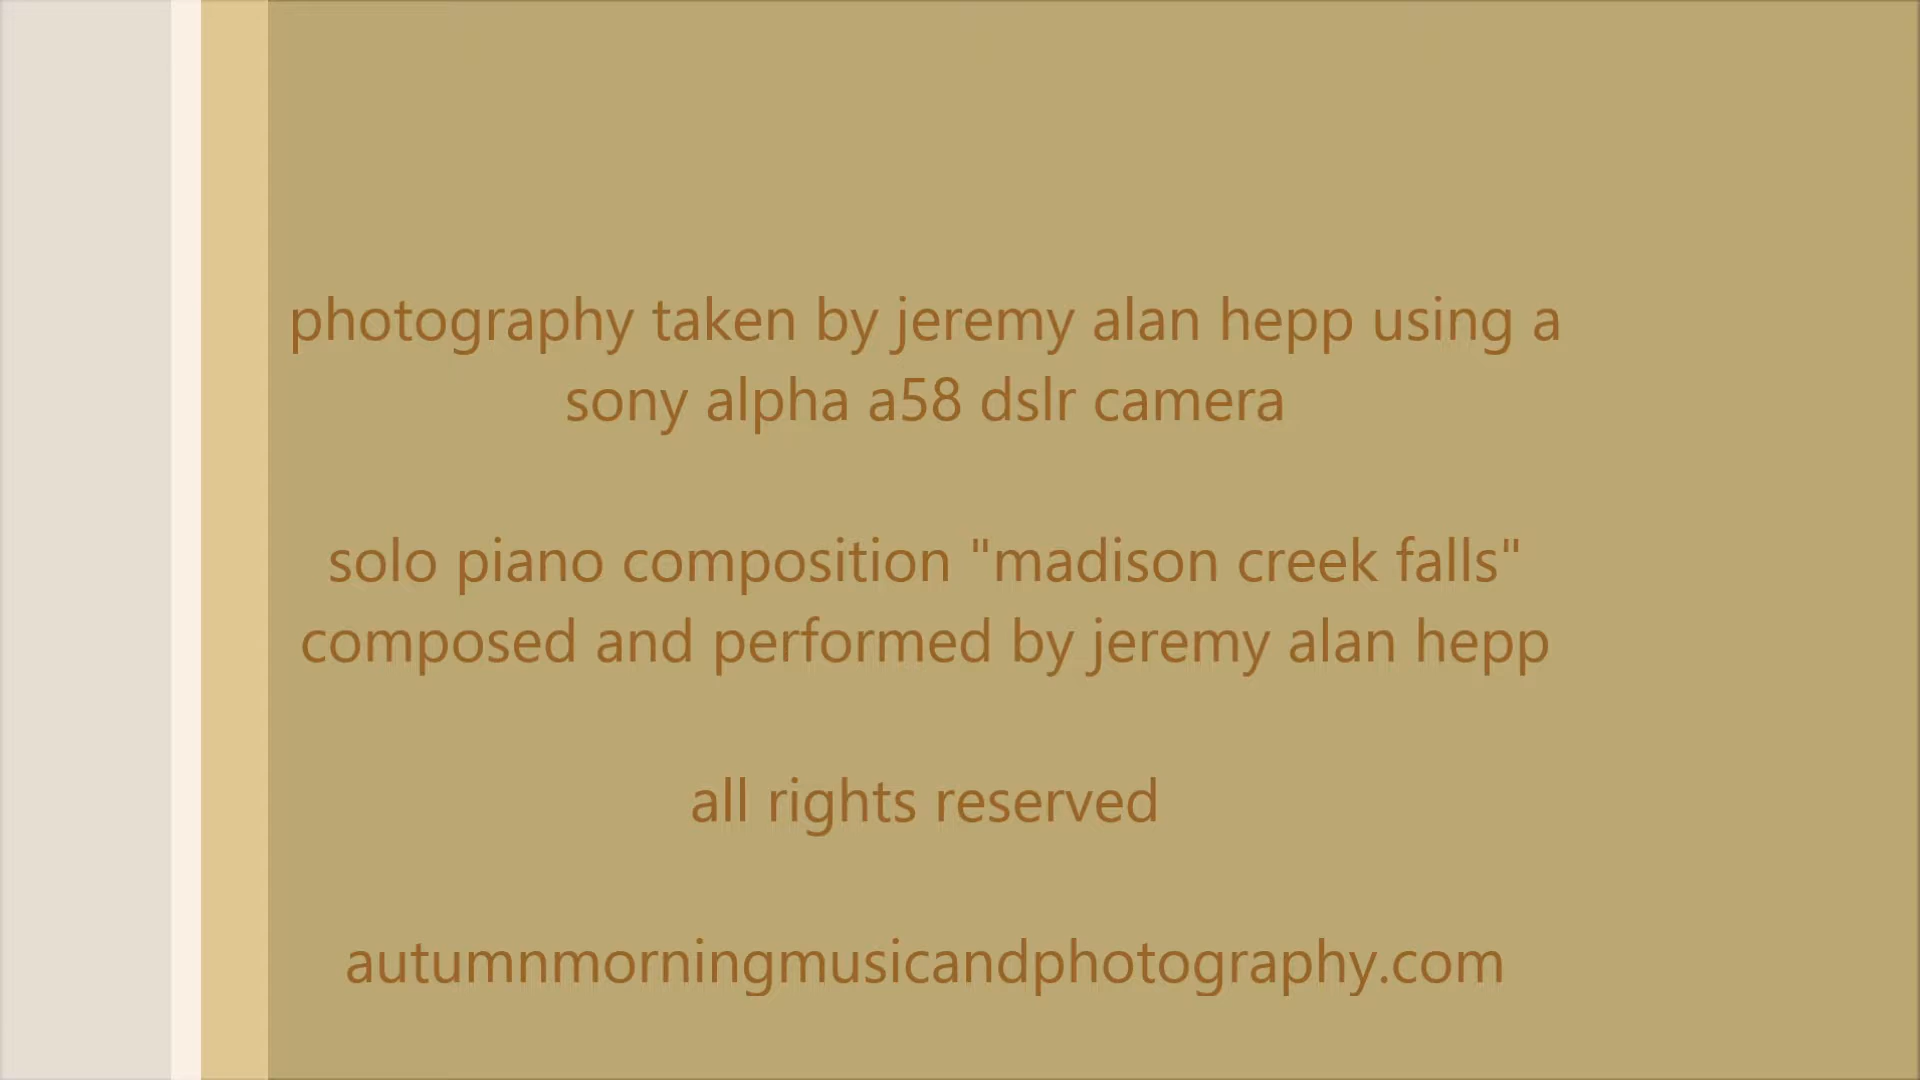 photography taken by jeremy alan hepp using a
sony alpha a58 dslr camera
solo piano composition "madison creek falls"
composed and performed by jeremy alan hepp
all rights reserved
autumnmorningmusicandphotography.com